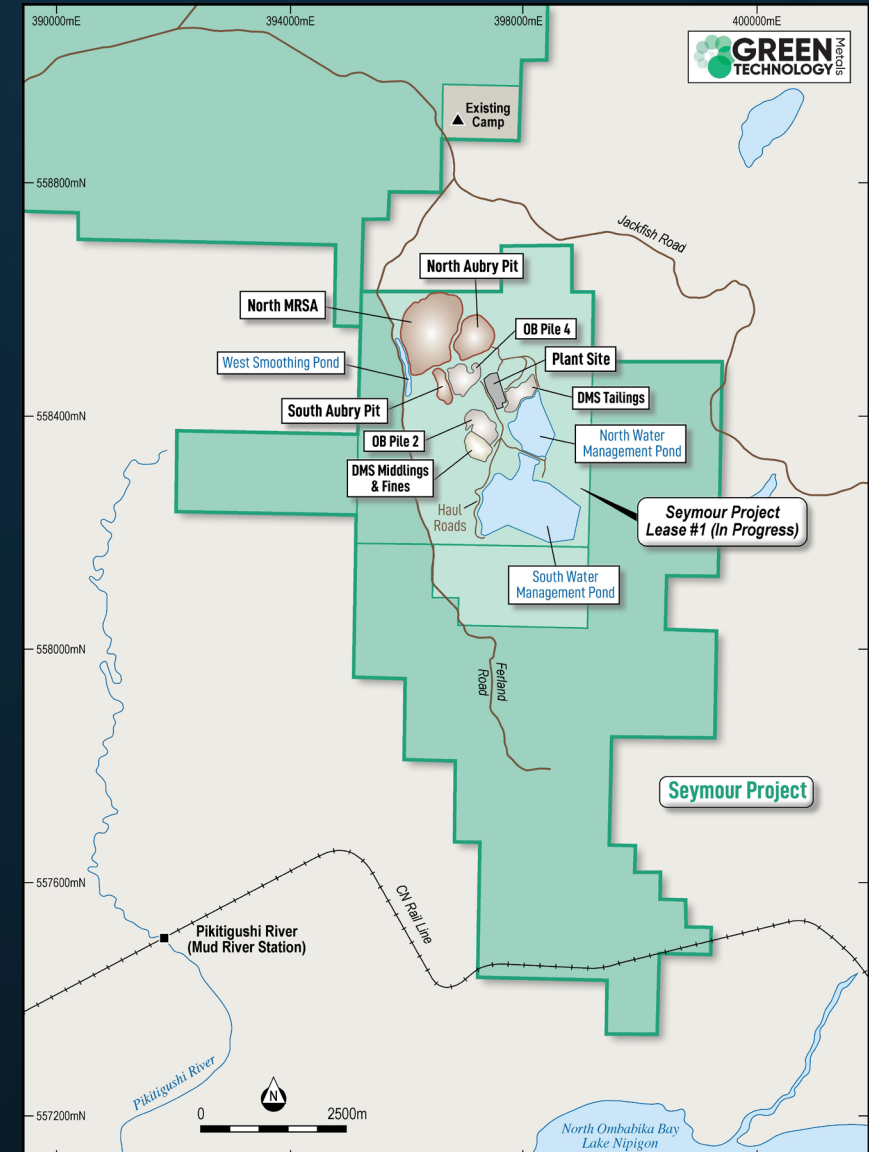 390000mE
394000mE
398000mE
400000mE
GREEN
TECHNOLOGY
Metals
Existing
Camp
558800mN
Jackfish Road
North Aubry Pit
North MRSA
OB Pile 4
West Smoothing Pond
Plant Site
South Aubry Pit
DMS Tailings
558400mN
OB Pile 2
North Water
Management Pond
DMS Middlings
& Fines
Haul
Roads
Seymour Project
Lease #1 (In Progress)
South Water
Management Pond
558000mN
Ferland
Road
Seymour Project
557600mN
CN Rail Line
Pikitigushi River
(Mud River Station)
Pikitigushi River
N
0
2500m
557200mN
North Ombabika Bay
Lake Nipigon